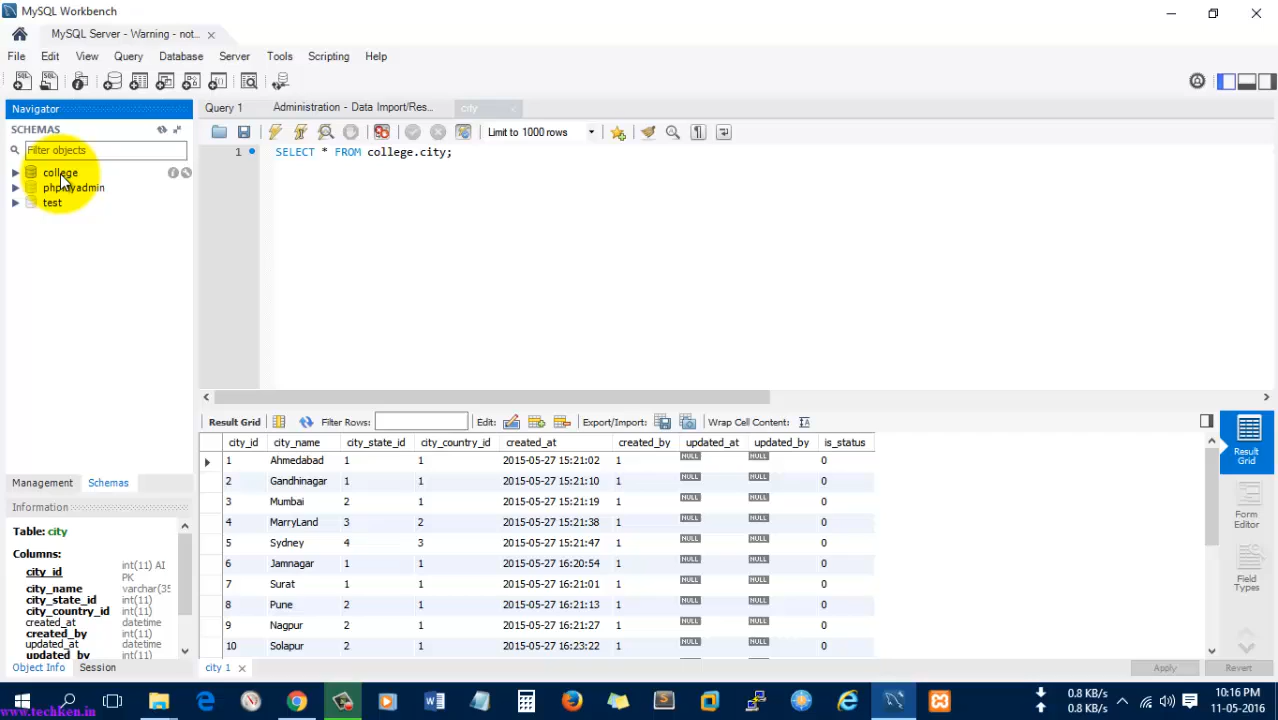 MySQL Workbench
MySQL Server - Warning - not...
File Edit View Query Database Server Tools Scripting Help
Navigator
Query 1 Administration - Data Import/Res... city
SCHEMAS
Limit to 1000 rows
Filter objects
1 SELECT * FROM college.city;
college
test
Result Grid Filter Rows: Edit: Export/Import: Wrap Cell Content:
city_id city_name city_state_id city_country_id created_at created_by updated_at updated_by is_status
1 Ahmedabad 1 1 2015-05-27 15:21:02 1 NULL NULL 0
2 Gandhinagar 1 1 2015-05-27 15:21:10 1 NULL NULL 0
3 Mumbai 2 1 2015-05-27 15:21:19 1 NULL NULL 0
4 MarryLand 3 2 2015-05-27 15:21:38 1 NULL NULL 0
5 Sydney 4 3 2015-05-27 15:21:47 1 NULL NULL 0
6 Jamnagar 1 1 2015-05-27 16:20:54 1 NULL NULL 0
7 Surat 1 1 2015-05-27 16:21:01 1 NULL NULL 0
8 Pune 2 1 2015-05-27 16:21:13 1 NULL NULL 0
9 Nagpur 2 1 2015-05-27 16:21:27 1 NULL NULL 0
10 Solapur 2 1 2015-05-27 16:23:22 1 NULL NULL 0
Result
Grid
Form
Editor
Field
Types
Management Schemas
Information
Table: city
Columns:
city_id int(11) AI
PK
city_name varchar(35
city_state_id int(11)
city_country_id int(11)
created_at datetime
created_by int(11)
updated_at datetime
updated_by int(11)
Object Info Session
city 1
Apply Revert
0.8 KB/s
0.8 KB/s
10:16 PM
11-05-2016
www.techken.in